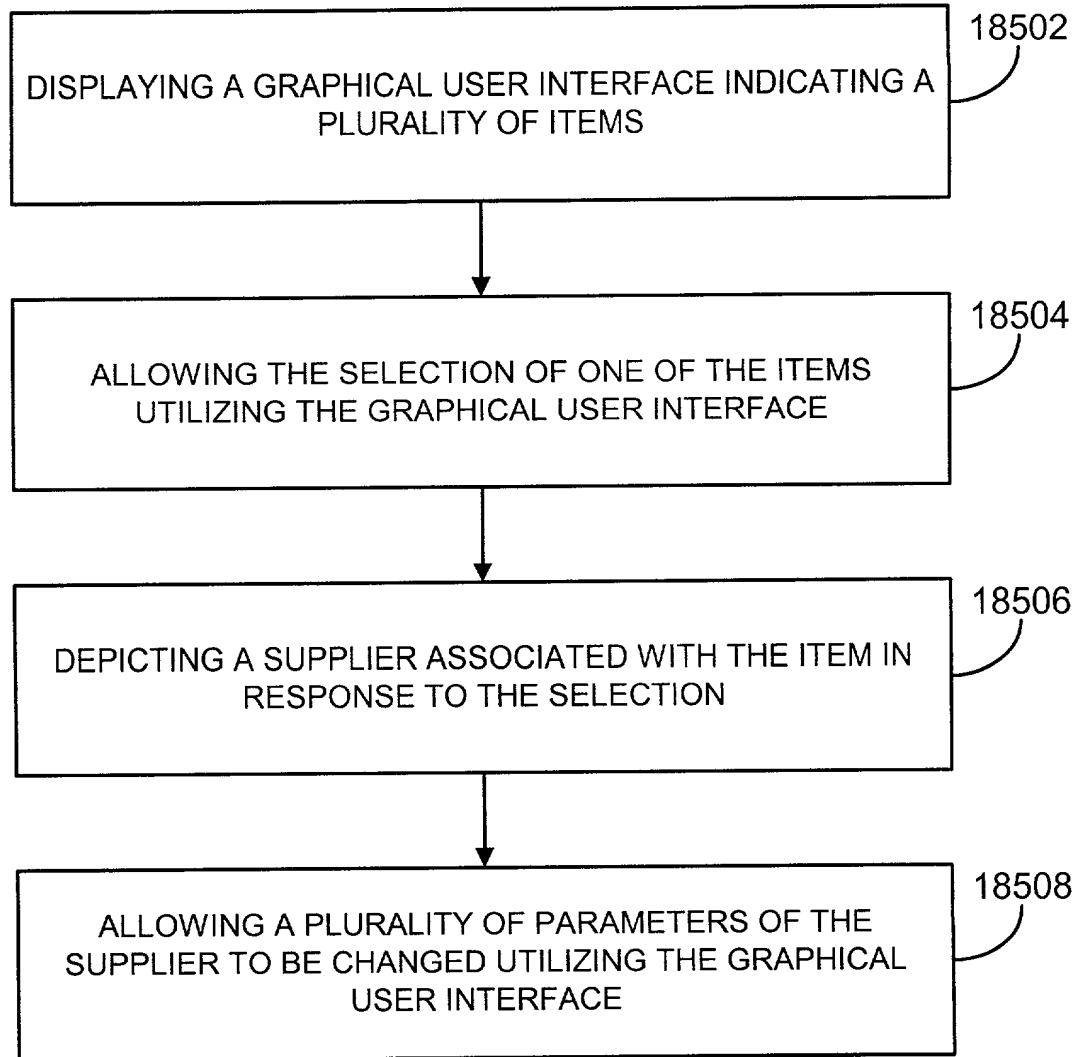 18502
DISPLAYING A GRAPHICAL USER INTERFACE INDICATING A
PLURALITY OF ITEMS
18504
ALLOWING THE SELECTION OF ONE OF THE ITEMS
UTILIZING THE GRAPHICAL USER INTERFACE
18506
DEPICTING A SUPPLIER ASSOCIATED WITH THE ITEM IN
RESPONSE TO THE SELECTION
18508
ALLOWING A PLURALITY OF PARAMETERS OF THE
SUPPLIER TO BE CHANGED UTILIZING THE GRAPHICAL
USER INTERFACE